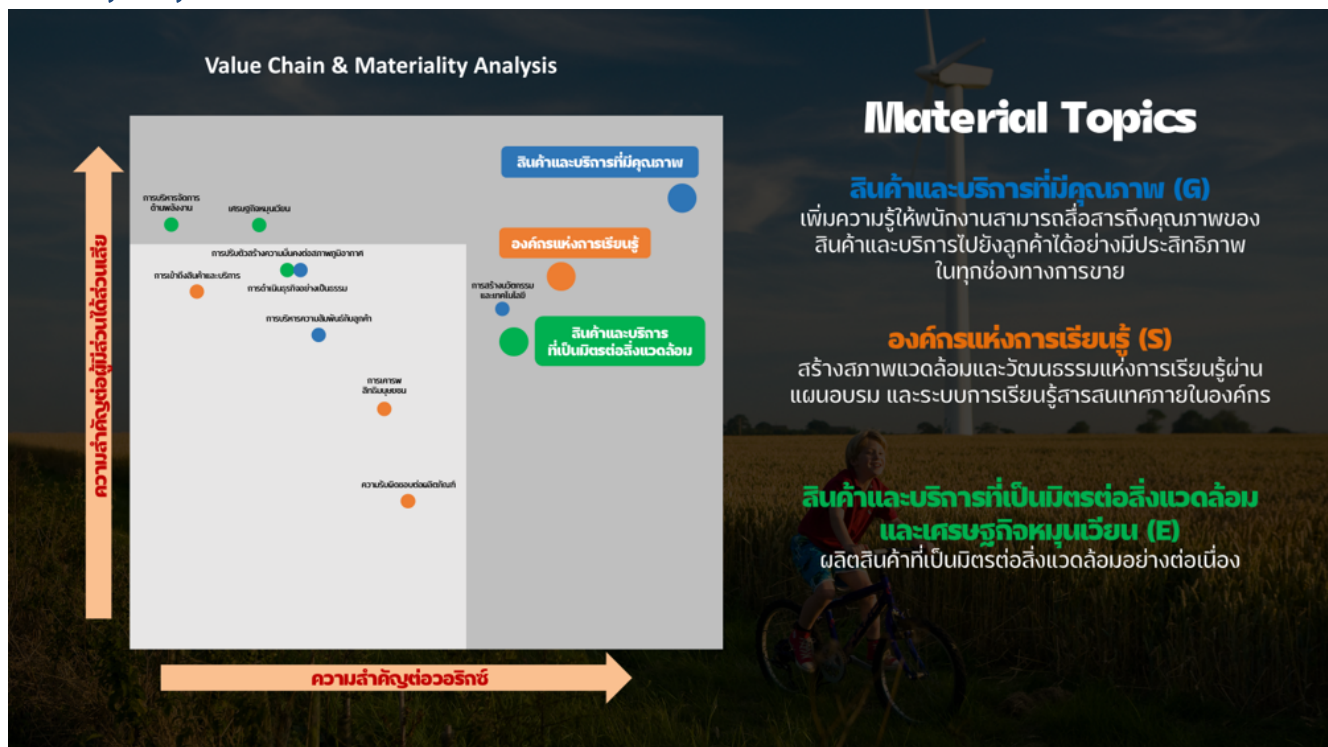 Value Chain & Materiality Analysis
ความสำคัญต่อผู้มีส่วนได้ส่วนเสีย
การบริหารจัดการ
ด้านพลังงาน
เศรษฐกิจหมุนเวียน
สินค้าและบริการที่มีคุณภาพ
องค์กรแห่งการเรียนรู้
การปรับตัวสร้างความมั่นคงต่อสภาพภูมิอากาศ
การเข้าถึงสินค้าและบริการ
การดำเนินธุรกิจอย่างเป็นธรรม
การสร้างนวัตกรรม
และเทคโนโลยี
การบริหารความสัมพันธ์กับลูกค้า
สินค้าและบริการ
ที่เป็นมิตรต่อสิ่งแวดล้อม
การเคารพ
สิทธิมนุษยชน
ความรับผิดชอบต่อผลิตภัณฑ์
ความสำคัญต่อวอริกซ์
Material Topics
สินค้าและบริการที่มีคุณภาพ (G)
เพิ่มความรู้ให้พนักงานสามารถสื่อสารถึงคุณภาพของ
สินค้าและบริการไปยังลูกค้าได้อย่างมีประสิทธิภาพ
ในทุกช่องทางการขาย
องค์กรแห่งการเรียนรู้ (S)
สร้างสภาพแวดล้อมและวัฒนธรรมแห่งการเรียนรู้ผ่าน
แผนอบรม และระบบการเรียนรู้สารสนเทศภายในองค์กร
สินค้าและบริการที่เป็นมิตรต่อสิ่งแวดล้อม
และเศรษฐกิจหมุนเวียน (E)
ผลิตสินค้าที่เป็นมิตรต่อสิ่งแวดล้อมอย่างต่อเนื่อง